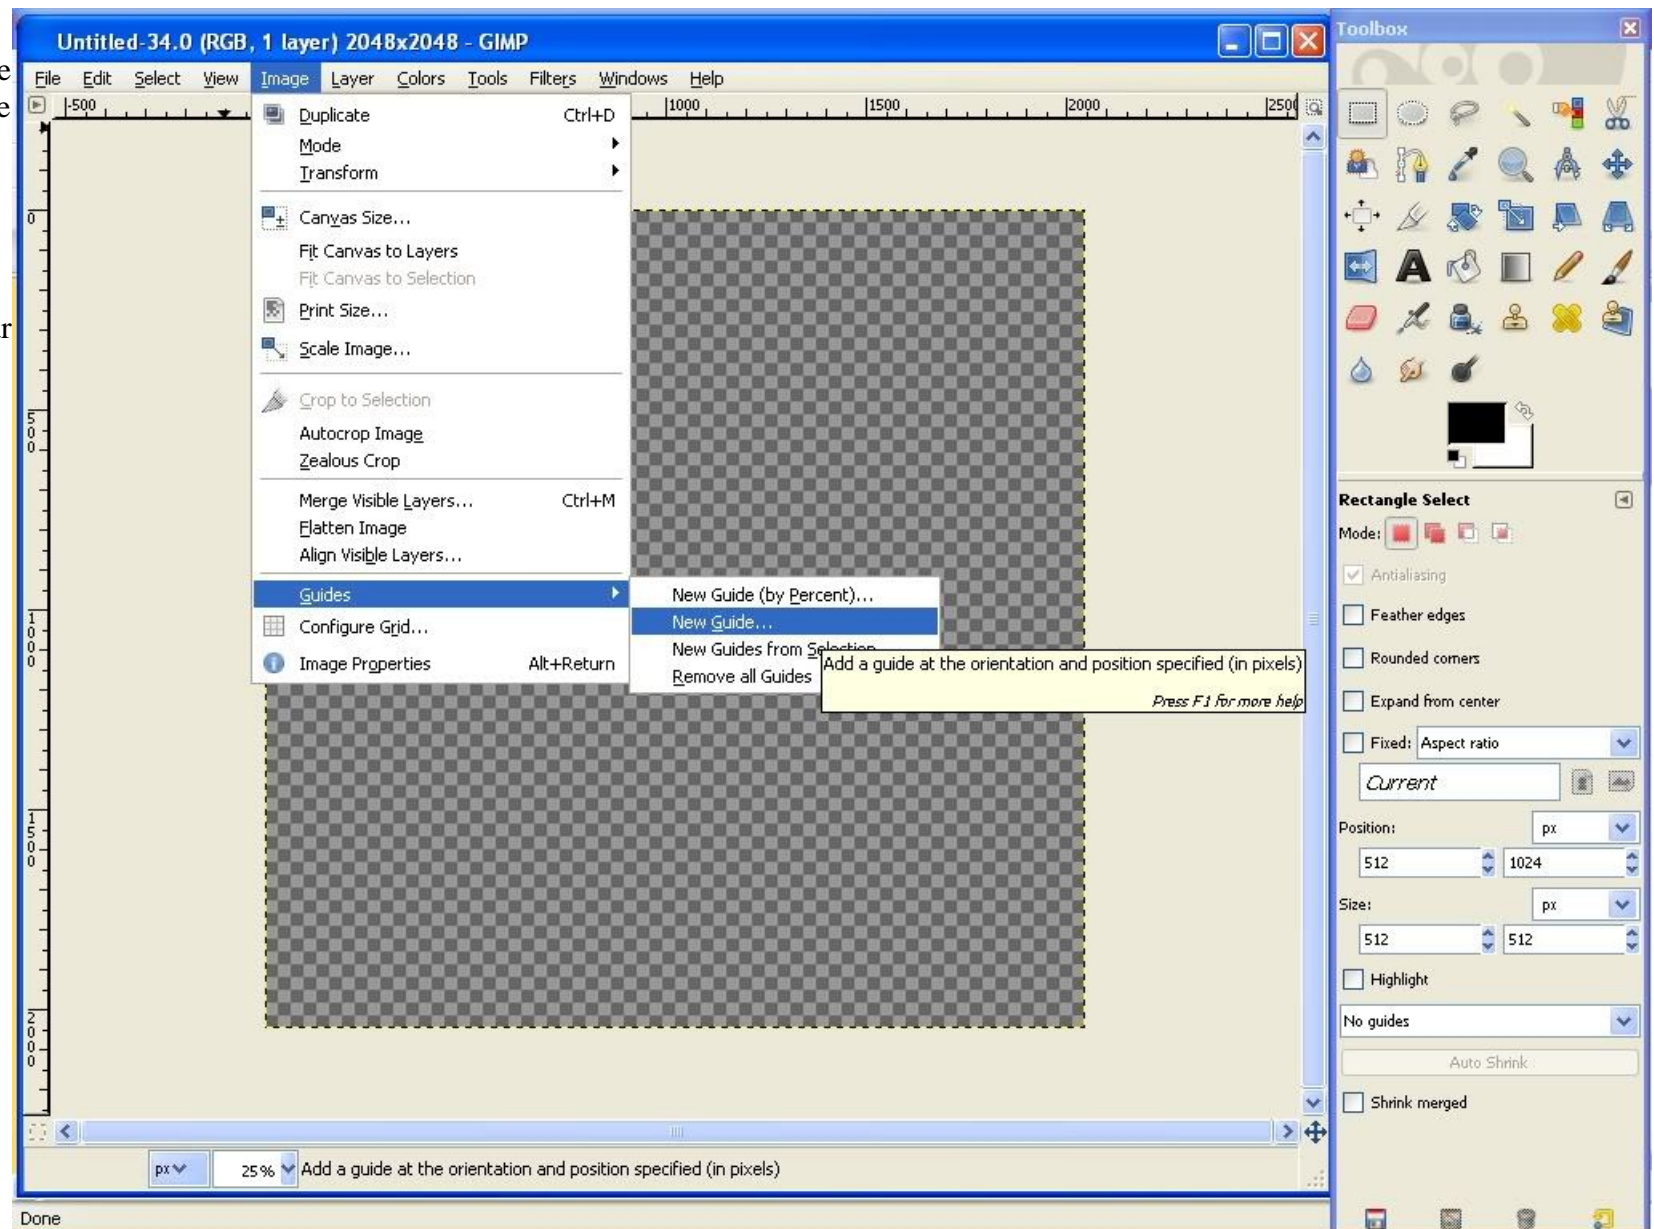 Untitled-34.0 (RGB, 1 layer) 2048x2048 - GIMP
File Edit Select View Image Layer Colors Tools Filters Windows Help
-500 1000 1500 2000 2500
Duplicate Ctrl+D
Mode
Transform
Canvas Size...
Fit Canvas to Layers
Fit Canvas to Selection
Print Size...
Scale Image...
Crop to Selection
Autocrop Image
Zealous Crop
Merge Visible Layers... Ctrl+M
Flatten Image
Align Visible Layers...
Guides
Configure Grid...
Image Properties Alt+Return
New Guide (by Percent)...
New Guide...
New Guides from Selection
Remove all Guides
Add a guide at the orientation and position specified (in pixels)
Press F1 for more help
0
500
1000
1500
2000
px 25% Add a guide at the orientation and position specified (in pixels)
Done
Toolbox
Rectangle Select
Mode:
Antialiasing
Feather edges
Rounded corners
Expand from center
Fixed: Aspect ratio
Current
Position: px
512 1024
Size: px
512 512
Highlight
No guides
Auto Shrink
Shrink merged